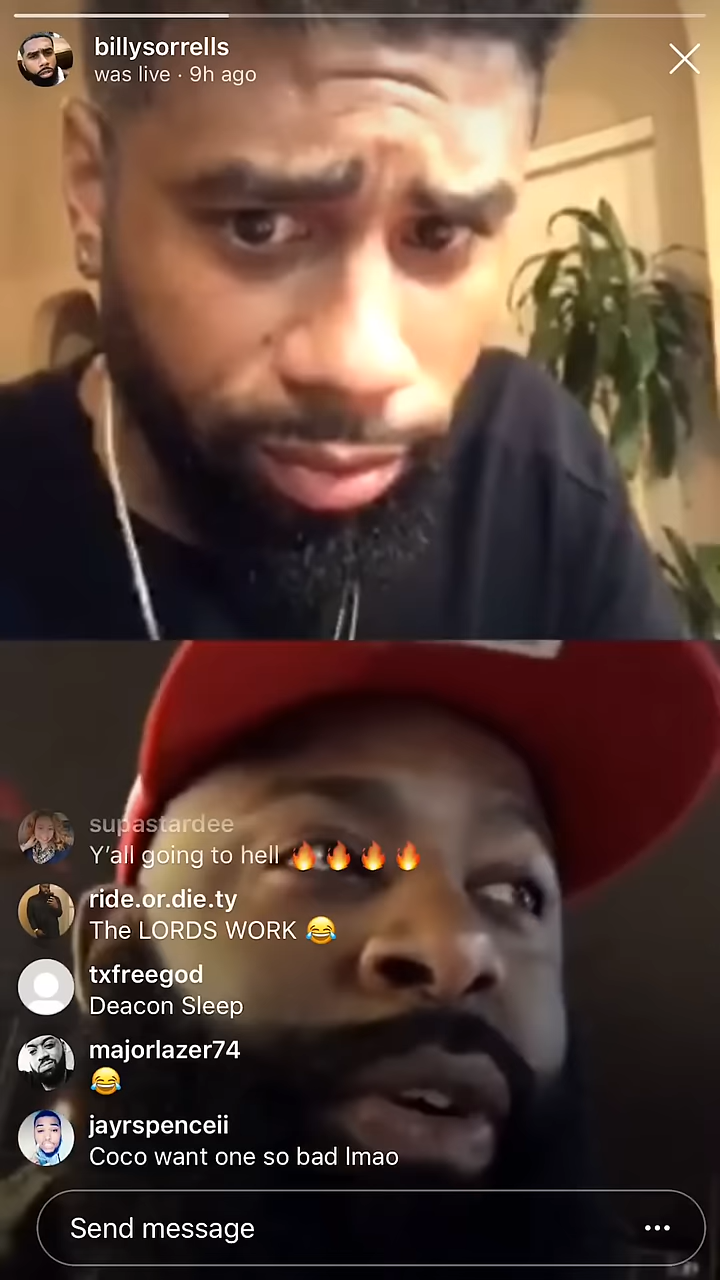 billysorrells
was live · 9h ago
supastardee
Y'all going to hell 🔥🔥🔥🔥
ride.or.die.ty
The LORDS WORK 😂
txfreegod
Deacon Sleep
majorlazer74
😂
jayrspenceii
Coco want one so bad lmao
Send message